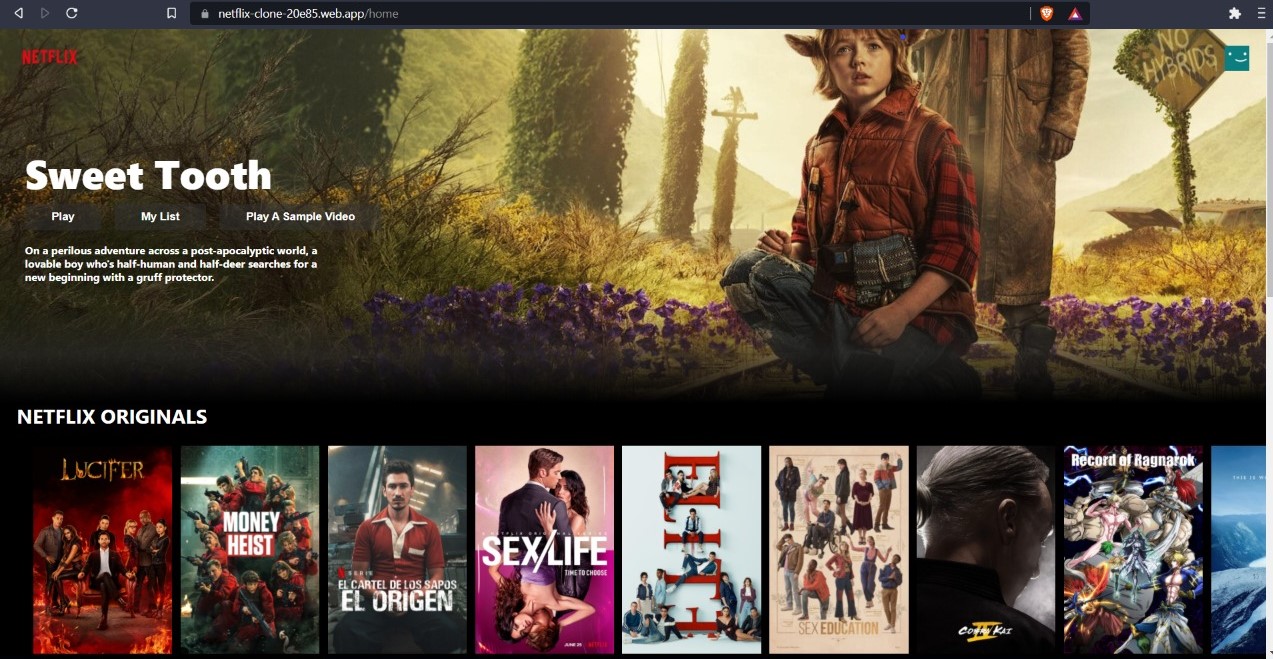 netflix-clone-20e85.web.app/home
NETFLIX
NO
HYBRIDS
Sweet Tooth
Play
My List
Play A Sample Video
On a perilous adventure across a post-apocalyptic world, a
lovable boy who's half-human and half-deer searches for a
new beginning with a gruff protector.
NETFLIX ORIGINALS
LUCIFER
MONEY
HEIST
SERIE
EL CARTEL DE LOS SAPOS
EL ORIGEN
SEX/LIFE
TIME TO CHOOSE
JUNE 25
NETFLIX
ELITE
SEX EDUCATION
COBRA KAI
Record of Ragnarok